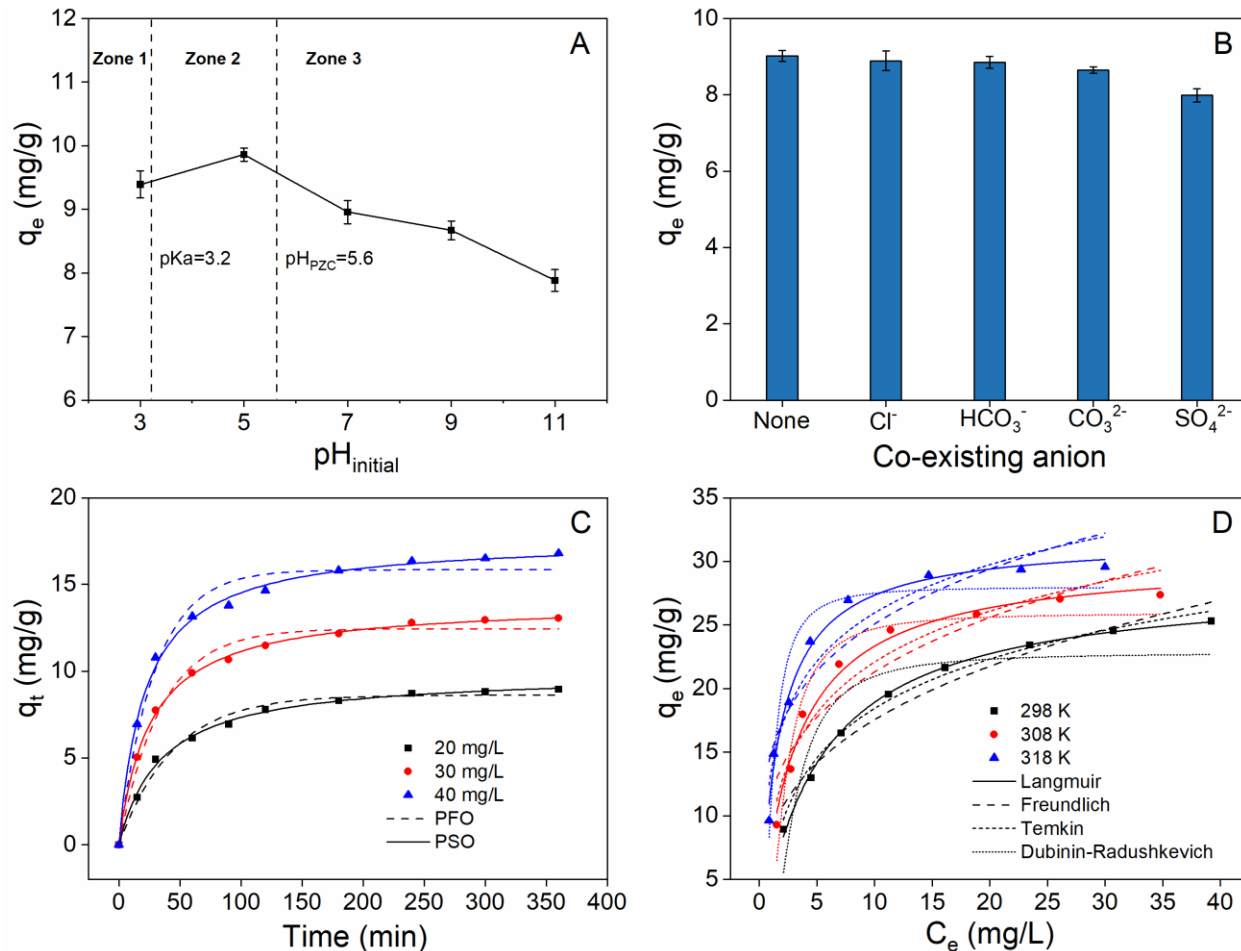 A
Zone 1 Zone 2 Zone 3
12
11
10
9
8
7
6
qₑ (mg/g)
pKa=3.2
pH_PZC=5.6
3 5 7 9 11
pH_initial
B
10
8
6
4
2
0
qₑ (mg/g)
None Cl⁻ HCO₃⁻ CO₃²⁻ SO₄²⁻
Co-existing anion
C
20
15
10
5
0
qₜ (mg/g)
20 mg/L
30 mg/L
40 mg/L
PFO
PSO
0 50 100 150 200 250 300 350 400
Time (min)
D
35
30
25
20
15
10
5
qₑ (mg/g)
298 K
308 K
318 K
Langmuir
Freundlich
Temkin
Dubinin-Radushkevich
0 5 10 15 20 25 30 35 40
Cₑ (mg/L)